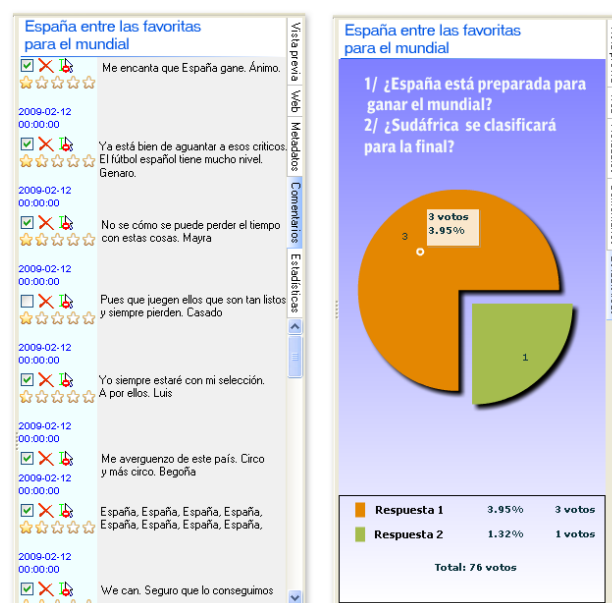 España entre las favoritas
para el mundial
Me encanta que España gane. Ánimo.
2009-02-12
00:00:00
Ya está bien de aguantar a esos criticos.
El fútbol español tiene mucho nivel.
Genaro.
2009-02-12
00:00:00
No se cómo se puede perder el tiempo
con estas cosas. Mayra
2009-02-12
00:00:00
Pues que juegen ellos que son tan listos
y siempre pierden. Casado
2009-02-12
00:00:00
Yo siempre estaré con mi selección.
A por ellos. Luis
2009-02-12
00:00:00
Me averguenzo de este país. Circo
y más circo. Begoña
2009-02-12
00:00:00
España, España, España, España,
España, España, España, España,
2009-02-12
00:00:00
We can. Seguro que lo conseguimos
Vista previa
Web
Metadatos
Comentarios
Estadísticas
España entre las favoritas
para el mundial
1/ ¿España está preparada para
ganar el mundial?
2/ ¿Sudáfrica se clasificará
para la final?
3 votos
3.95%
3
1
Respuesta 1 3.95% 3 votos
Respuesta 2 1.32% 1 votos
Total: 76 votos